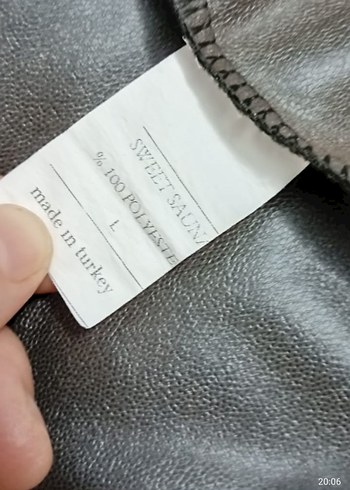 SWEET SAUN
% 100 POLYESTE
L
made in turkey
20:06